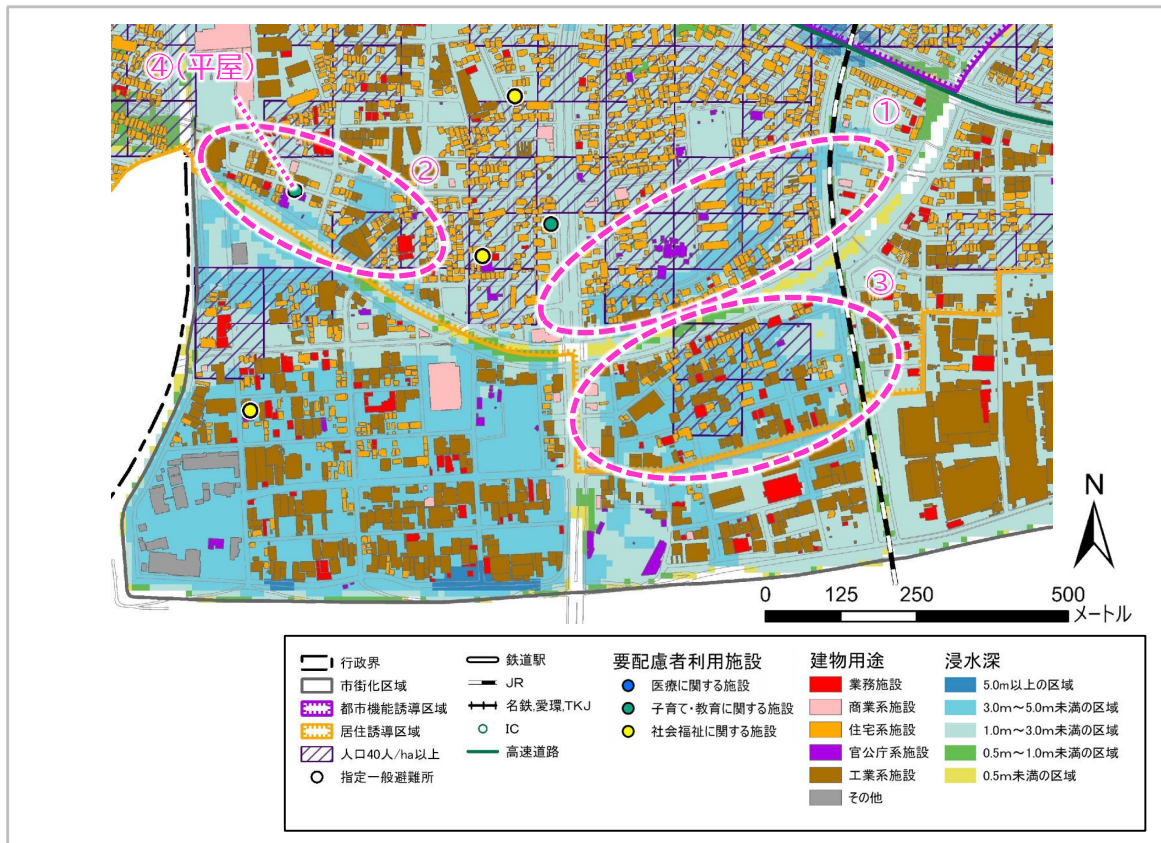 ④(平屋)
①
②
③
N
0 125 250 500
メートル
行政界
市街化区域
都市機能誘導区域
居住誘導区域
人口40人/ha以上
指定一般避難所
鉄道駅
JR
名鉄,愛環,TKJ
IC
高速道路
要配慮者利用施設
医療に関する施設
子育て・教育に関する施設
社会福祉に関する施設
建物用途
業務施設
商業系施設
住宅系施設
官公庁系施設
工業系施設
その他
浸水深
5.0m以上の区域
3.0m~5.0m未満の区域
1.0m~3.0m未満の区域
0.5m~1.0m未満の区域
0.5m未満の区域